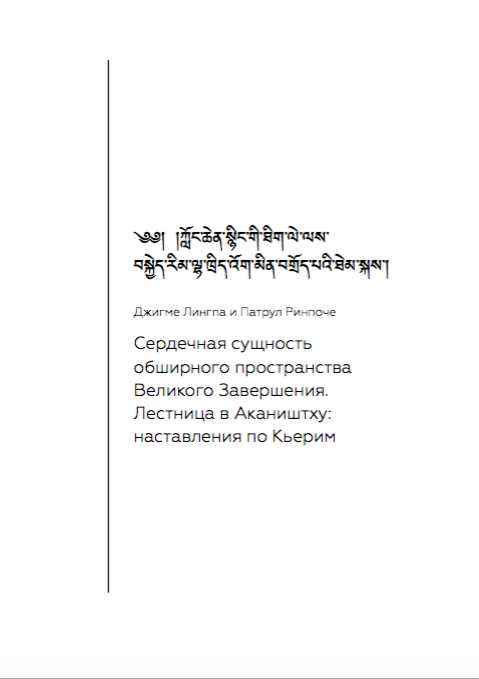 ༄༅། །ཀློང་ཆེན་སྙིང་གི་ཐིག་ལེ་ལས་
བསྐྱེད་རིམ་ལྷ་ཁྲིད་འོག་མིན་བགྲོད་པའི་ཐེམ་སྐས་།
Джигме Лингпа и Патрул Ринпоче
Сердечная сущность
обширного пространства
Великого Завершения.
Лестница в Акаништху:
наставления по Кьерим